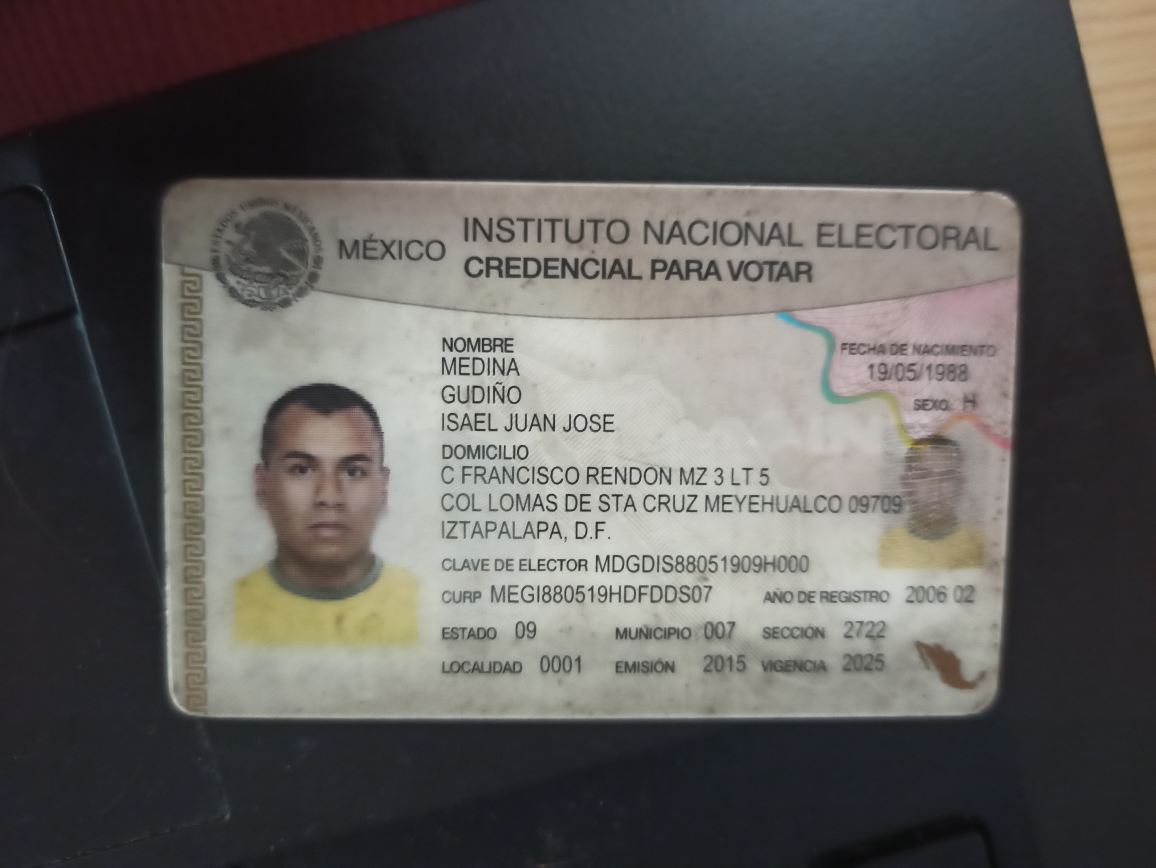 ESTADOS UNIDOS MEXICANOS
MÉXICO INSTITUTO NACIONAL ELECTORAL
CREDENCIAL PARA VOTAR
NOMBRE
MEDINA
GUDIÑO
ISAEL JUAN JOSE
FECHA DE NACIMIENTO
19/05/1988
SEXO H
DOMICILIO
C FRANCISCO RENDON MZ 3 LT 5
COL LOMAS DE STA CRUZ MEYEHUALCO 09709
IZTAPALAPA, D.F.
CLAVE DE ELECTOR MDGDIS88051909H000
CURP MEGI880519HDFDDS07 AÑO DE REGISTRO 2006 02
ESTADO 09 MUNICIPIO 007 SECCIÓN 2722
LOCALIDAD 0001 EMISIÓN 2015 VIGENCIA 2025